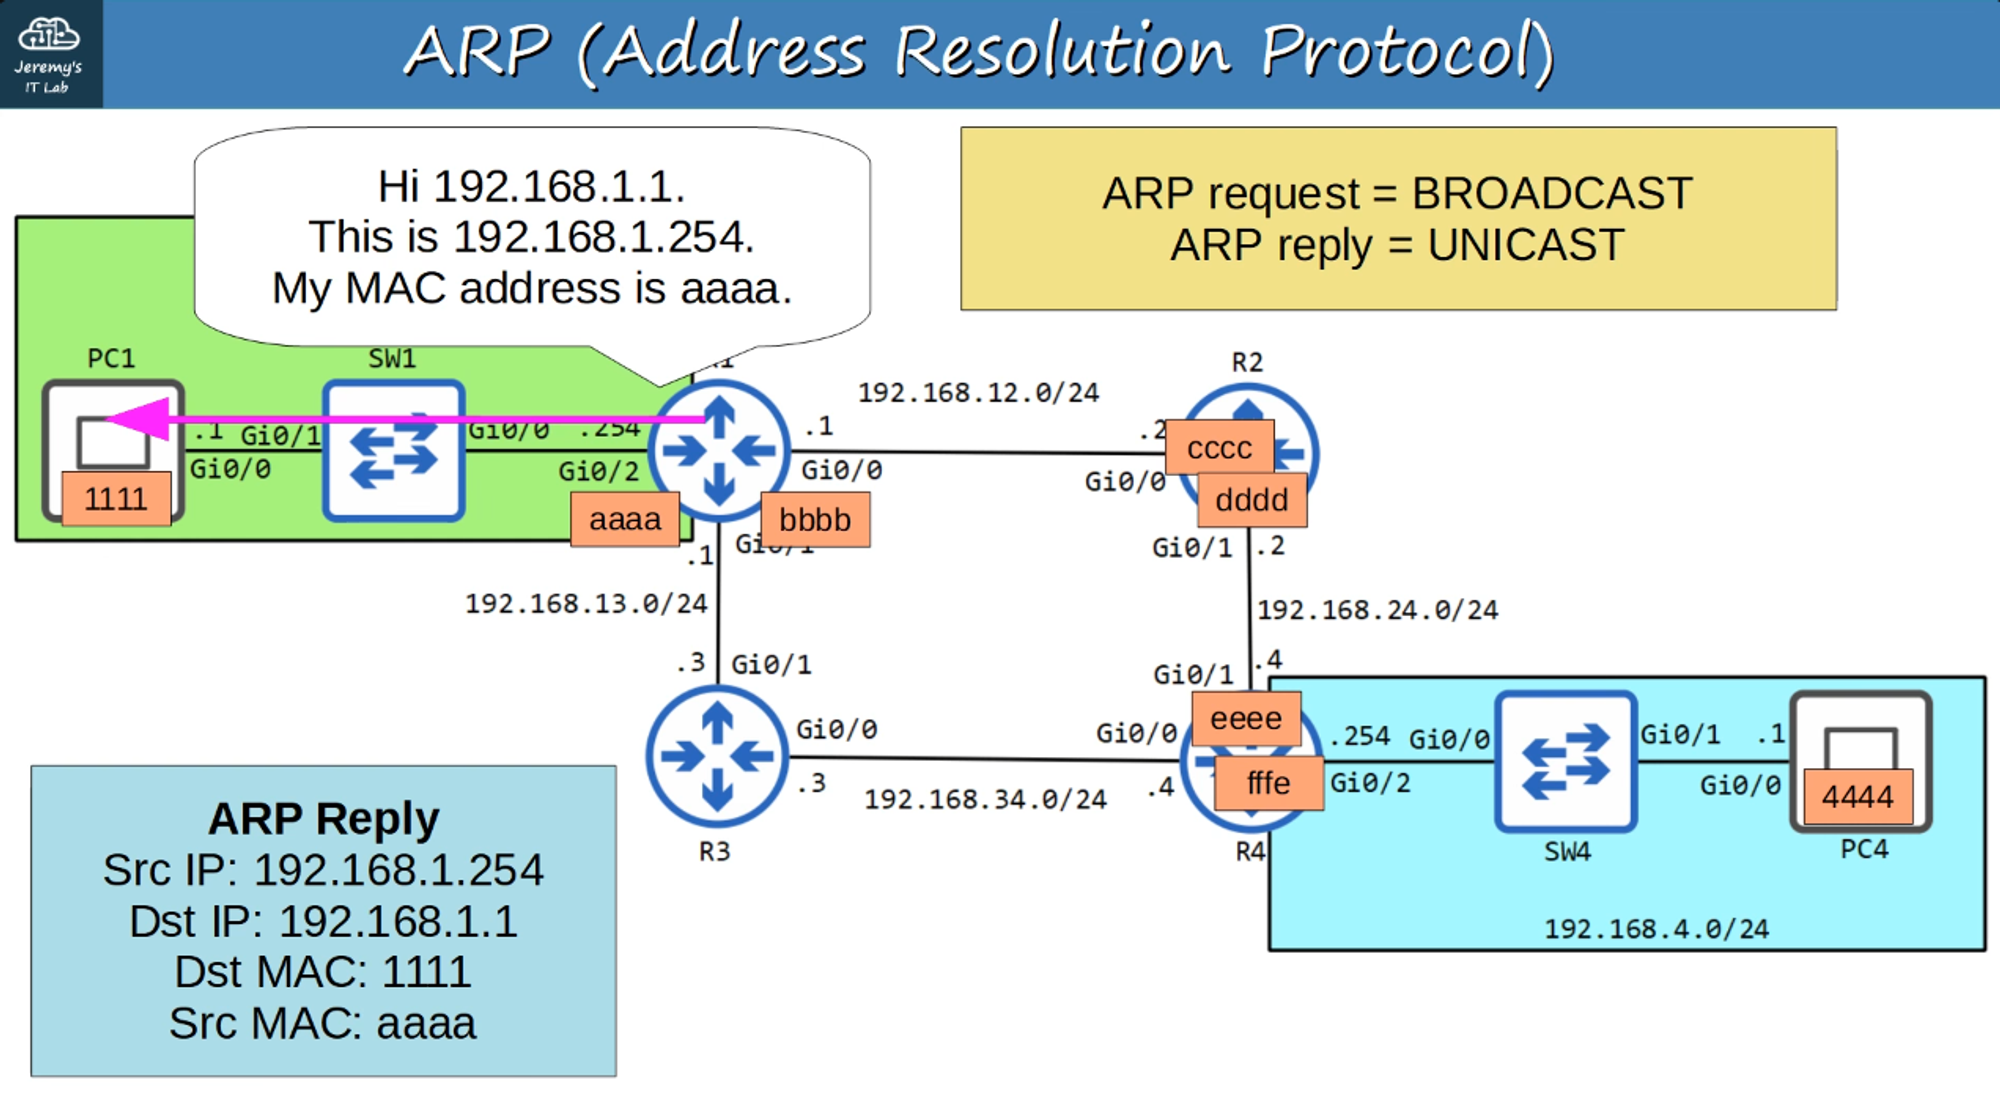 Jeremy's
IT Lab
ARP (Address Resolution Protocol)
Hi 192.168.1.1.
This is 192.168.1.254.
My MAC address is aaaa.
ARP request = BROADCAST
ARP reply = UNICAST
PC1
SW1
R2
192.168.12.0/24
.1 Gi0/1
Gi0/0 .254
.1
.2
Gi0/0
Gi0/2
Gi0/0
Gi0/0
1111
aaaa
bbbb
cccc
dddd
.1
Gi0/1
Gi0/1
.2
192.168.13.0/24
192.168.24.0/24
.3
Gi0/1
Gi0/1
.4
eeee
Gi0/0
Gi0/0
.254
Gi0/0
Gi0/1
.1
.3
192.168.34.0/24
.4
fffe
Gi0/2
Gi0/0
4444
R3
R4
SW4
PC4
192.168.4.0/24
ARP Reply
Src IP: 192.168.1.254
Dst IP: 192.168.1.1
Dst MAC: 1111
Src MAC: aaaa